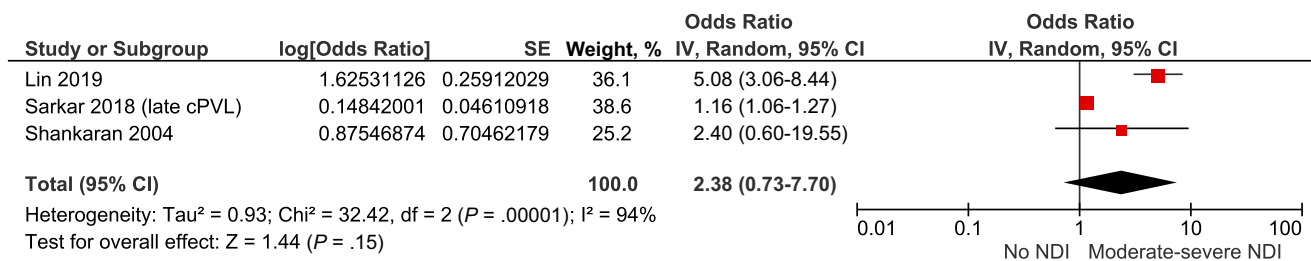 Odds Ratio Odds Ratio
Study or Subgroup log[Odds Ratio] SE Weight, % IV, Random, 95% CI IV, Random, 95% CI
Lin 2019 1.62531126 0.25912029 36.1 5.08 (3.06-8.44)
Sarkar 2018 (late cPVL) 0.14842001 0.04610918 38.6 1.16 (1.06-1.27)
Shankaran 2004 0.87546874 0.70462179 25.2 2.40 (0.60-19.55)
Total (95% CI) 100.0 2.38 (0.73-7.70)
Heterogeneity: Tau² = 0.93; Chi² = 32.42, df = 2 (P = .00001); I² = 94%
Test for overall effect: Z = 1.44 (P = .15)
0.01 0.1 1 10 100
No NDI Moderate-severe NDI